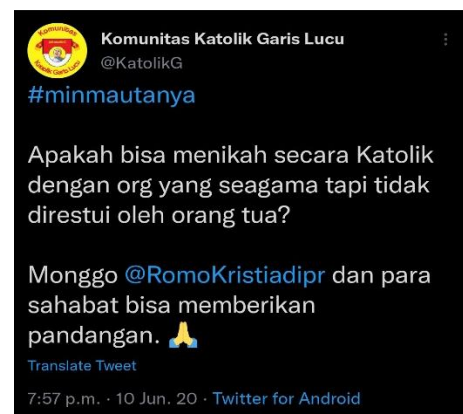 Komunitas Katolik Garis Lucu
@KatolikG
#minmautanya
Apakah bisa menikah secara Katolik
dengan org yang seagama tapi tidak
direstui oleh orang tua?
Monggo @RomoKristiadipr dan para
sahabat bisa memberikan
pandangan. 🙏
Translate Tweet
7:57 p.m. · 10 Jun. 20 · Twitter for Android